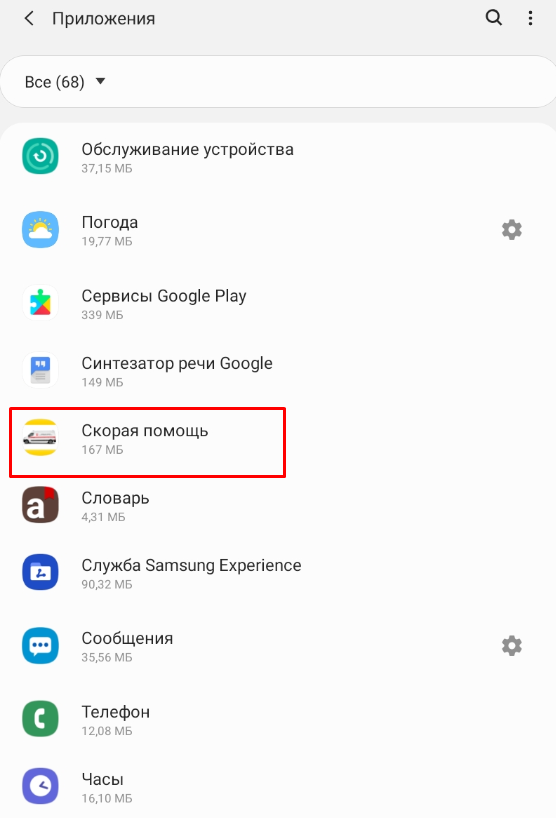 Приложения
Все (68)
Обслуживание устройства
37,15 МБ
Погода
19,77 МБ
Сервисы Google Play
339 МБ
Синтезатор речи Google
149 МБ
Скорая помощь
167 МБ
a
Словарь
4,31 МБ
Служба Samsung Experience
90,32 МБ
Сообщения
35,56 МБ
Телефон
12,08 МБ
Часы
16,10 МБ